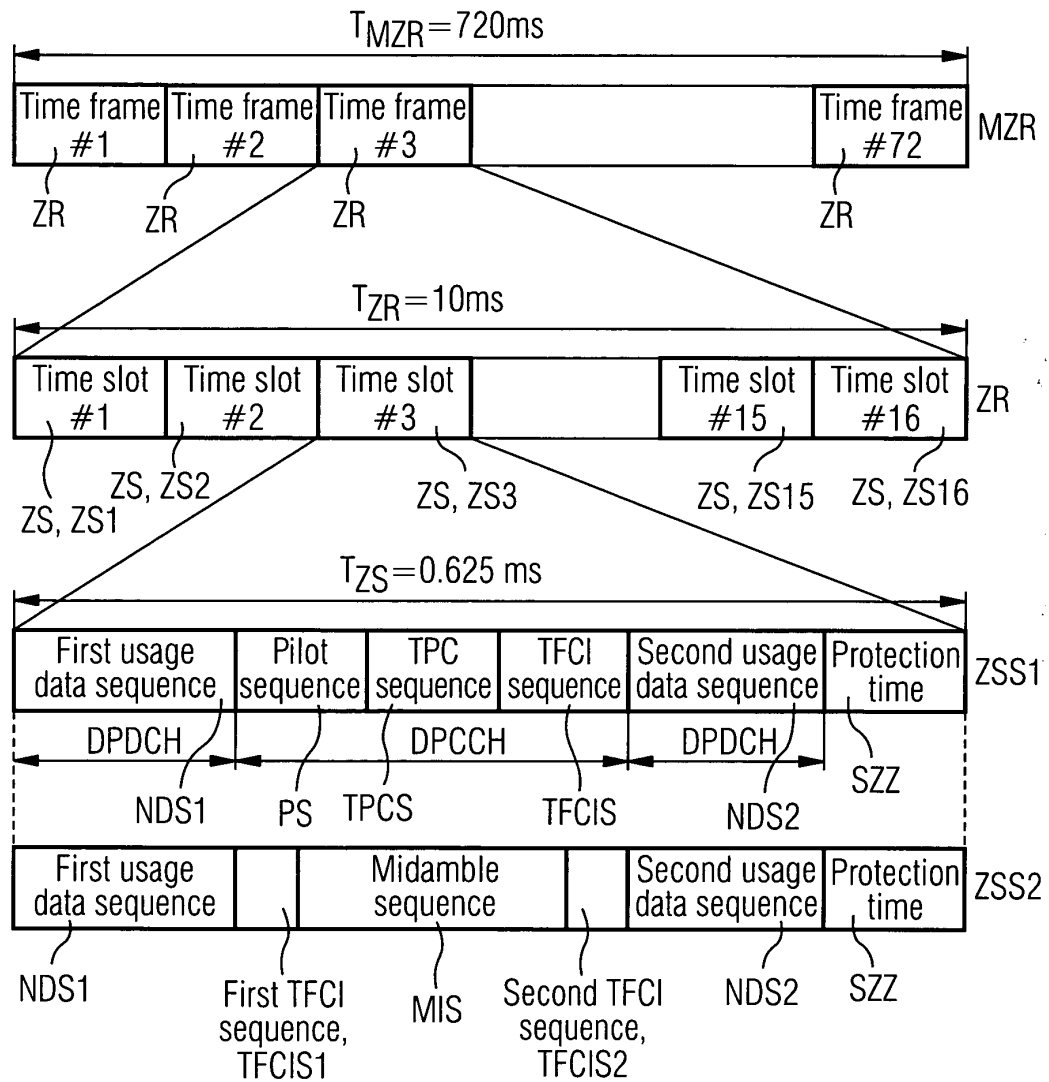 TMZR=720ms
Time frame #1
Time frame #2
Time frame #3
Time frame #72
MZR
ZR
ZR
ZR
ZR
TZR=10ms
Time slot #1
Time slot #2
Time slot #3
Time slot #15
Time slot #16
ZR
ZS, ZS1
ZS, ZS2
ZS, ZS3
ZS, ZS15
ZS, ZS16
TZS=0.625 ms
First usage data sequence
Pilot sequence
TPC sequence
TFCI sequence
Second usage data sequence
Protection time
ZSS1
DPDCH
DPCCH
DPDCH
NDS1
PS
TPCS
TFCIS
NDS2
SZZ
First usage data sequence
Midamble sequence
Second usage data sequence
Protection time
ZSS2
NDS1
First TFCI sequence, TFCIS1
MIS
Second TFCI sequence, TFCIS2
NDS2
SZZ